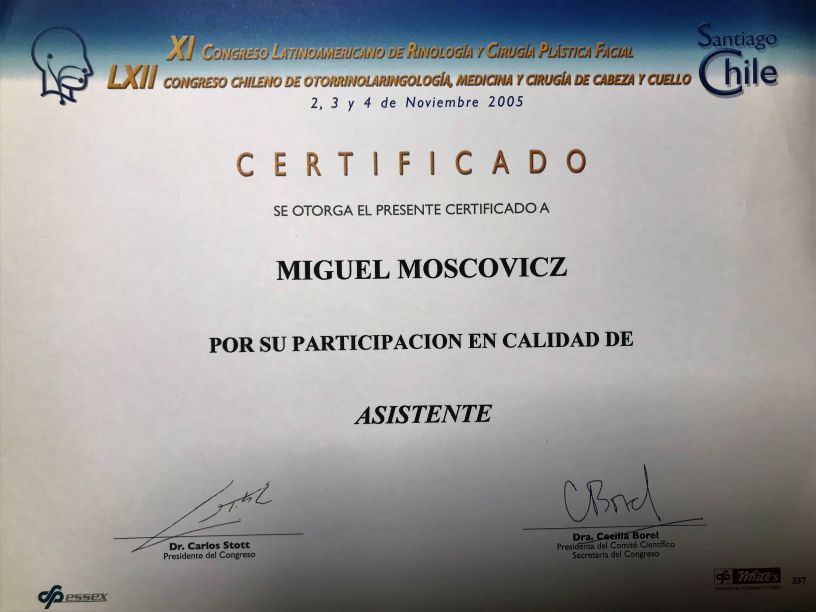 XI CONGRESO LATINOAMERICANO DE RINOLOGÍA Y CIRUGÍA PLÁSTICA FACIAL
LXII CONGRESO CHILENO DE OTORRINOLARINGOLOGÍA, MEDICINA Y CIRUGÍA DE CABEZA Y CUELLO
2, 3 y 4 de Noviembre 2005
Santiago
Chile
CERTIFICADO
SE OTORGA EL PRESENTE CERTIFICADO A
MIGUEL MOSCOVICZ
POR SU PARTICIPACION EN CALIDAD DE
ASISTENTE
CBorel
Dr. Carlos Stott
Presidente del Congreso
Dra. Cecilia Borel
Presidenta del Comité Científico
Secretaria del Congreso
essex
White's
337